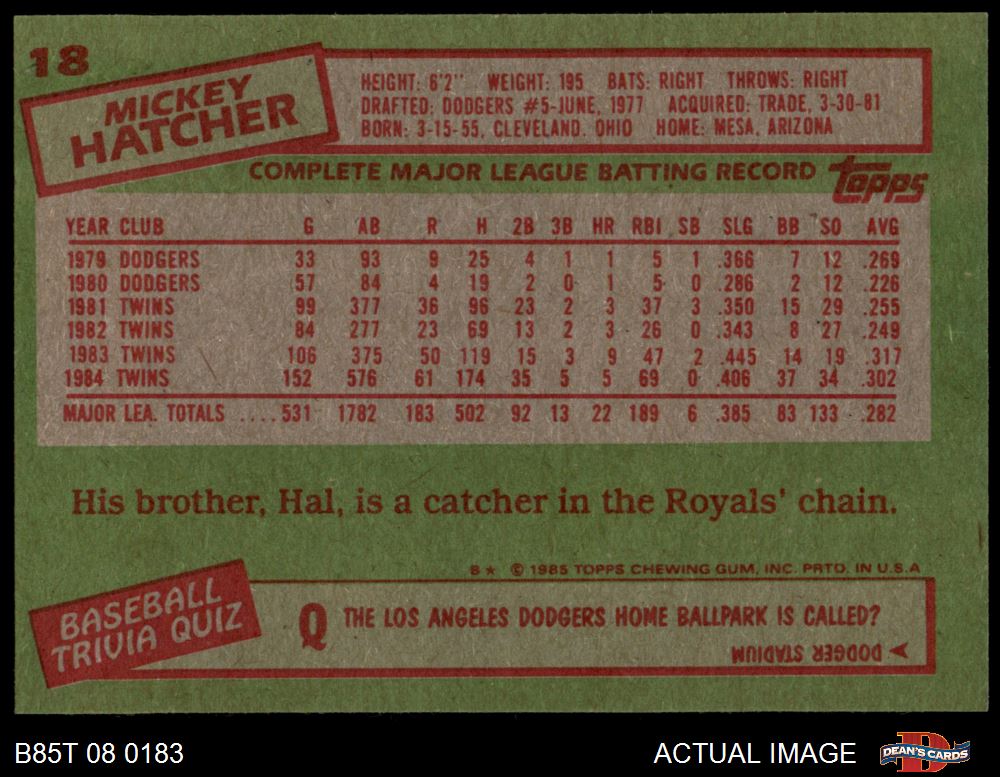 18
MICKEY
HATCHER
HEIGHT: 6'2" WEIGHT: 195 BATS: RIGHT THROWS: RIGHT
DRAFTED: DODGERS #5-JUNE, 1977 ACQUIRED: TRADE, 3-30-81
BORN: 3-15-55, CLEVELAND, OHIO HOME: MESA, ARIZONA
COMPLETE MAJOR LEAGUE BATTING RECORD
topps
YEAR CLUB G AB R H 2B 3B HR RBI SB SLG BB SO AVG
1979 DODGERS 33 93 9 25 4 1 1 5 1 .366 7 12 .269
1980 DODGERS 57 84 4 19 2 0 1 5 0 .286 2 12 .226
1981 TWINS 99 377 36 96 23 2 3 37 3 .350 15 29 .255
1982 TWINS 84 277 23 69 13 2 3 26 0 .343 8 27 .249
1983 TWINS 106 375 50 119 15 3 9 47 2 .445 14 19 .317
1984 TWINS 152 576 61 174 35 5 5 69 0 .406 37 34 .302
MAJOR LEA. TOTALS ....531 1782 183 502 92 13 22 189 6 .385 83 133 .282
His brother, Hal, is a catcher in the Royals' chain.
B* © 1985 TOPPS CHEWING GUM, INC. PRTD. IN U.S.A
BASEBALL
TRIVIA QUIZ
Q THE LOS ANGELES DODGERS HOME BALLPARK IS CALLED?
DODGER STADIUM
B85T 08 0183
ACTUAL IMAGE
D
DEAN'S CARDS